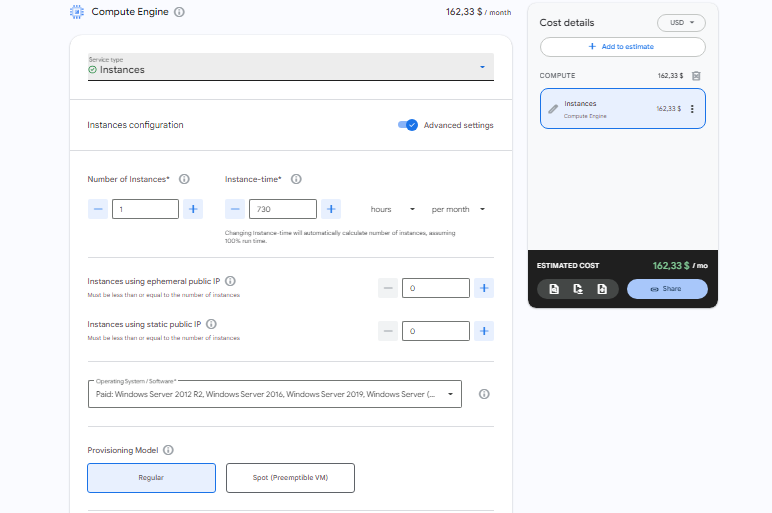 Compute Engine
162,33 $ / month
Service type
Instances
Instances configuration
Advanced settings
Number of Instances*
Instance-time*
1
730
hours
per month
Changing Instance-time will automatically calculate number of instances, assuming
100% run time.
Instances using ephemeral public IP
Must be less than or equal to the number of instances
0
Instances using static public IP
Must be less than or equal to the number of instances
0
Operating System / Software*
Paid: Windows Server 2012 R2, Windows Server 2016, Windows Server 2019, Windows Server (...
Provisioning Model
Regular
Spot (Preemptible VM)
Cost details
USD
+ Add to estimate
COMPUTE
162,33 $
Instances
162,33 $
Compute Engine
ESTIMATED COST
162,33 $ / mo
Share